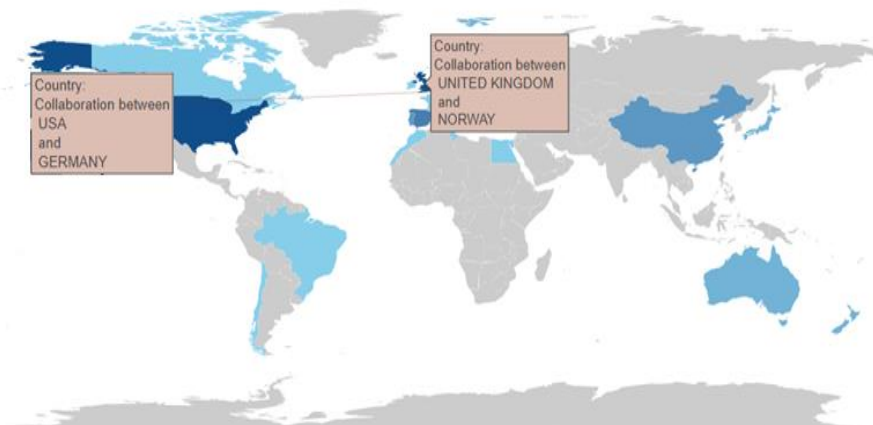 Country:
Collaboration between
USA
and
GERMANY
Country:
Collaboration between
UNITED KINGDOM
and
NORWAY